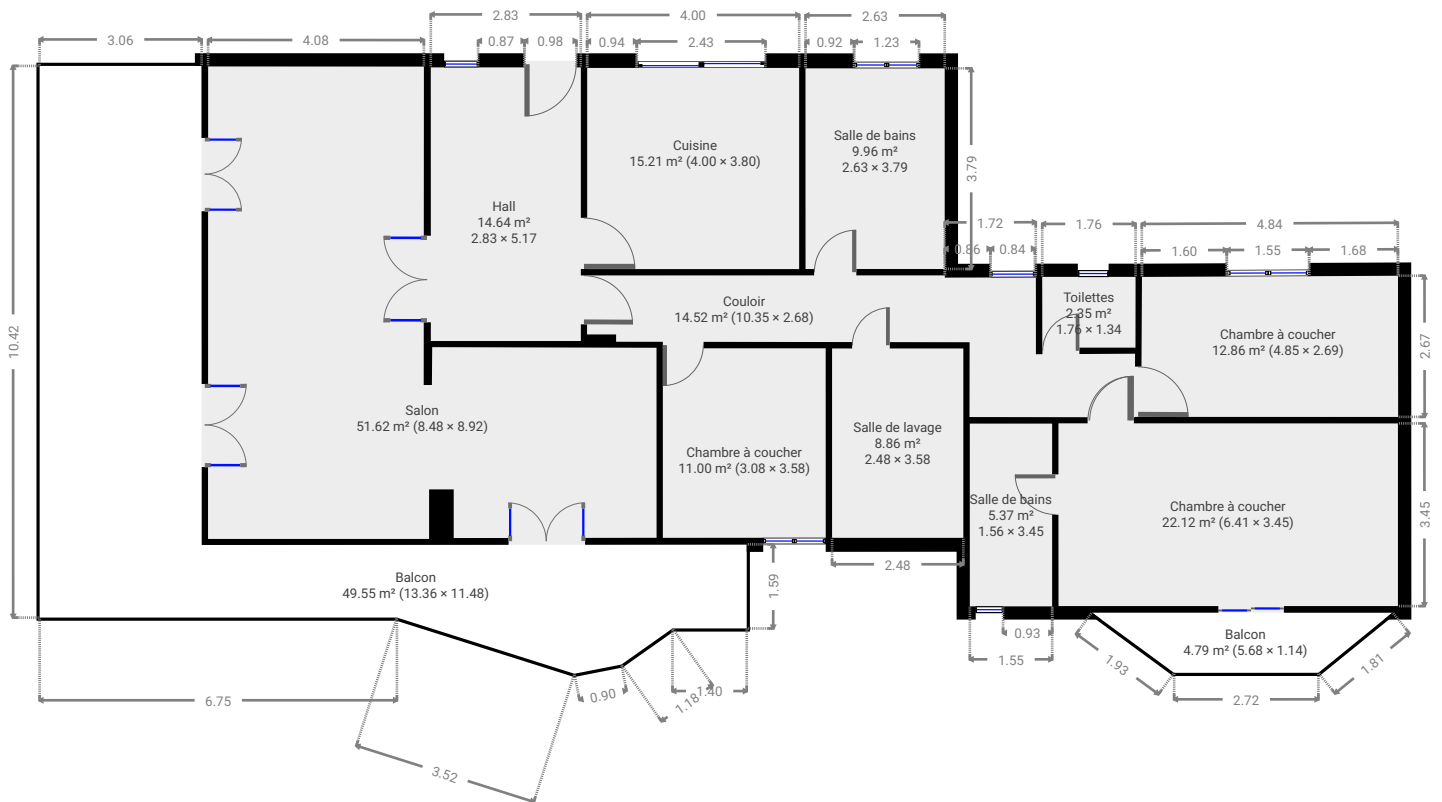 2.83
4.00
2.63
3.06
4.08
0.87
0.98
0.94
2.43
0.92
1.23
Cuisine
15.21 m² (4.00 × 3.80)
Salle de bains
9.96 m²
2.63 × 3.79
3.79
Hall
14.64 m²
2.83 × 5.17
1.72
1.76
4.84
0.86
0.84
1.60
1.55
1.68
Couloir
14.52 m² (10.35 × 2.68)
Toilettes
2.35 m²
1.76 × 1.34
Chambre à coucher
12.86 m² (4.85 × 2.69)
2.67
10.42
Salon
51.62 m² (8.48 × 8.92)
Chambre à coucher
11.00 m² (3.08 × 3.58)
Salle de lavage
8.86 m²
2.48 × 3.58
Salle de bains
5.37 m²
1.56 × 3.45
Chambre à coucher
22.12 m² (6.41 × 3.45)
3.45
Balcon
49.55 m² (13.36 × 11.48)
1.59
2.48
0.93
1.55
Balcon
4.79 m² (5.68 × 1.14)
1.93
1.81
2.72
6.75
0.90
1.18
1.40
3.52